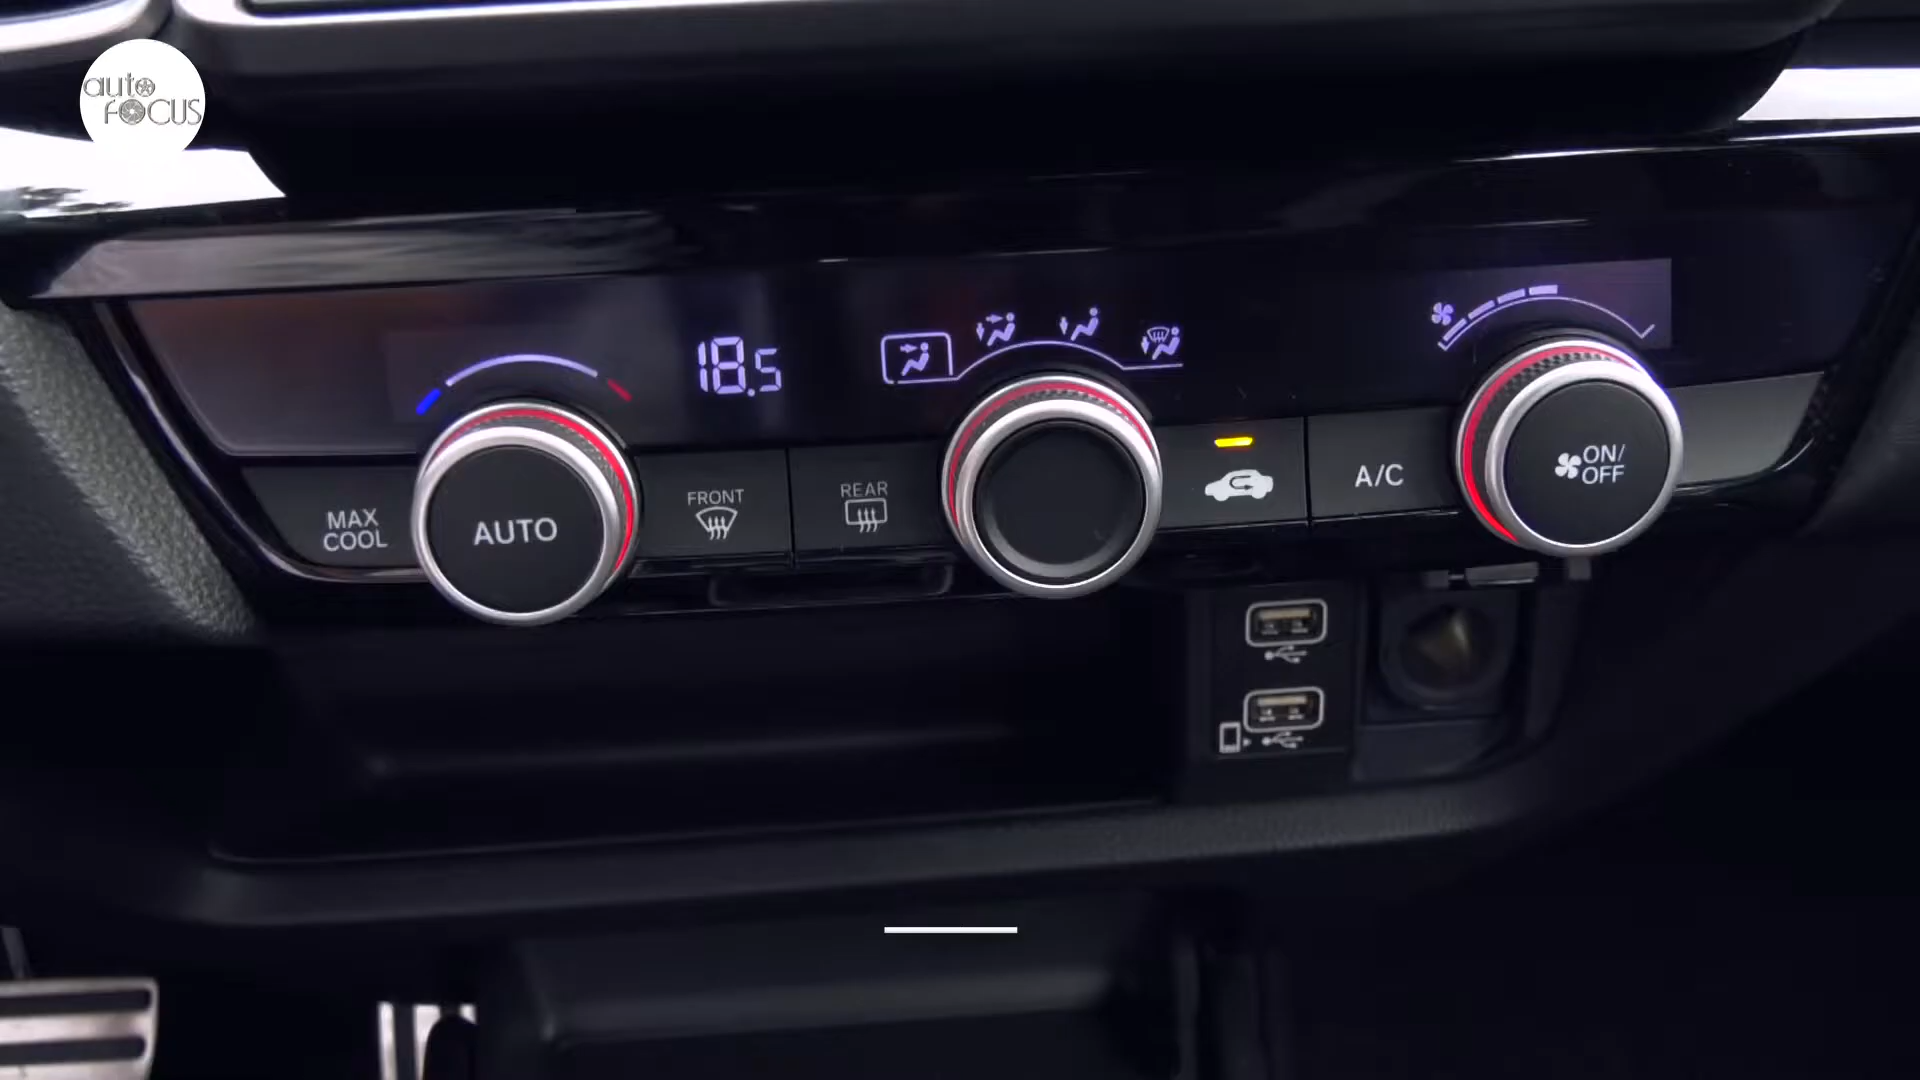 auto
FOCUS
18.5
MAX
COOL
AUTO
FRONT
REAR
A/C
ON/
OFF